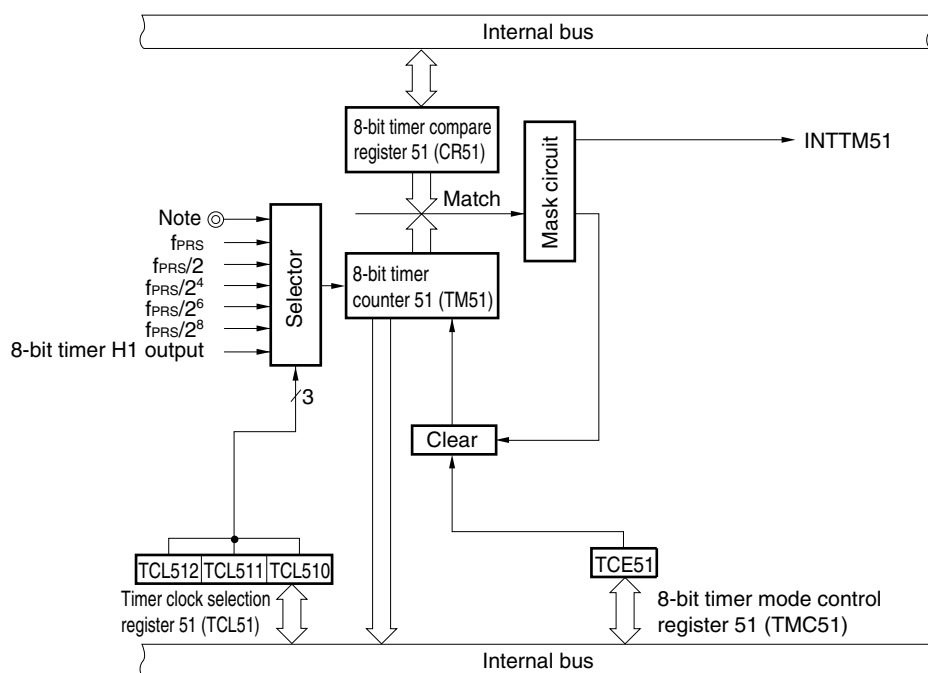 Internal bus
8-bit timer compare
register 51 (CR51)
Mask circuit
INTTM51
Match
Note
fPRS
fPRS/2
fPRS/2⁴
fPRS/2⁶
fPRS/2⁸
8-bit timer H1 output
Selector
8-bit timer
counter 51 (TM51)
3
Clear
TCL512 TCL511 TCL510
Timer clock selection
register 51 (TCL51)
TCE51
8-bit timer mode control
register 51 (TMC51)
Internal bus